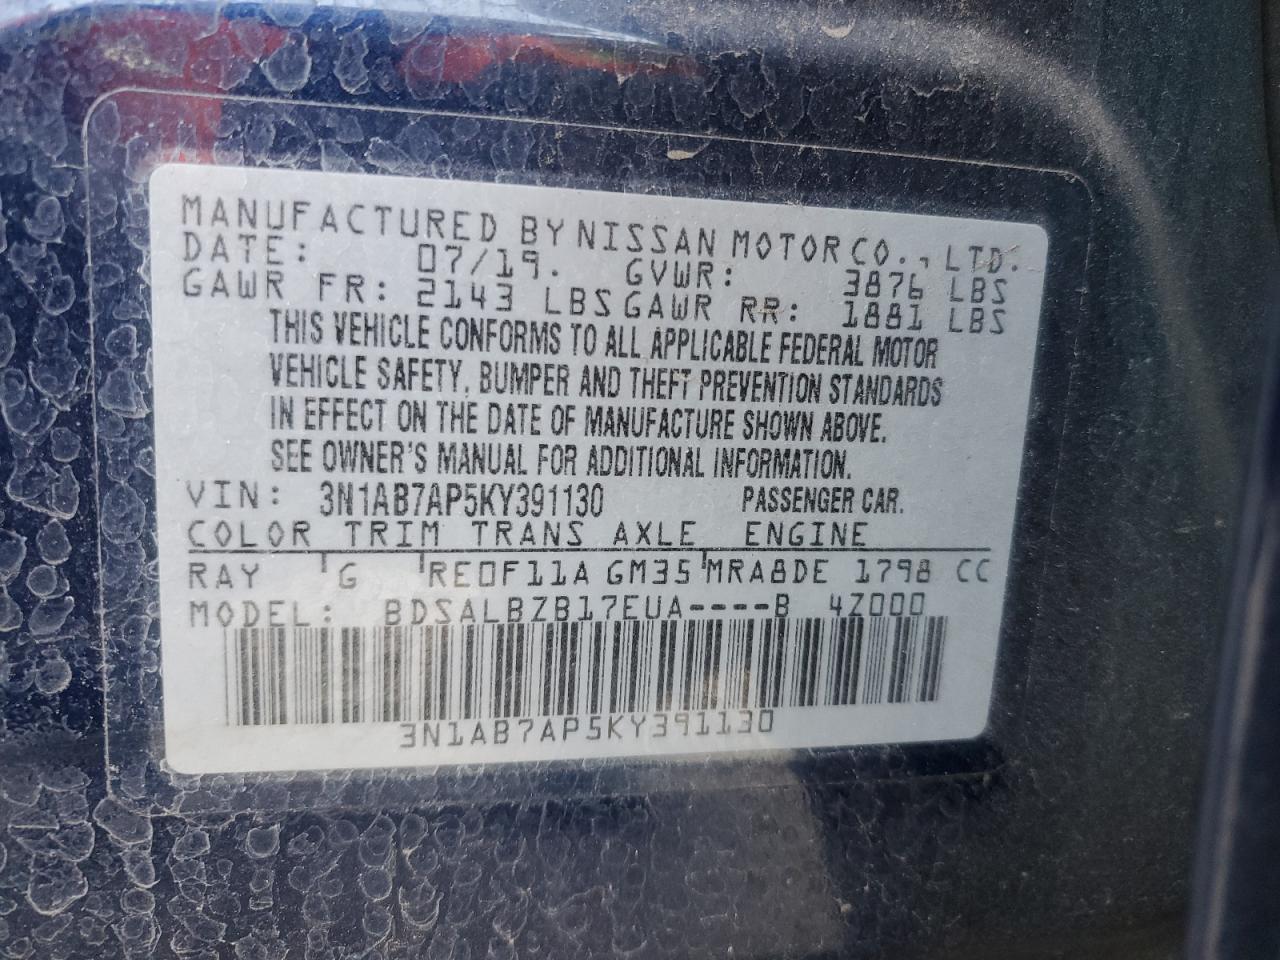 MANUFACTURED BY NISSAN MOTOR CO., LTD.
DATE: 07/19. GVWR: 3876 LBS
GAWR FR: 2143 LBS GAWR RR: 1881 LBS
THIS VEHICLE CONFORMS TO ALL APPLICABLE FEDERAL MOTOR
VEHICLE SAFETY, BUMPER AND THEFT PREVENTION STANDARDS
IN EFFECT ON THE DATE OF MANUFACTURE SHOWN ABOVE.
SEE OWNER'S MANUAL FOR ADDITIONAL INFORMATION.
VIN: 3N1AB7AP5KY391130 PASSENGER CAR.
COLOR TRIM TRANS AXLE ENGINE
RAY G RE0F11A GM35 MRA8DE 1798 CC
MODEL: BDSALBZB17EUA----B 4Z000
3N1AB7AP5KY391130